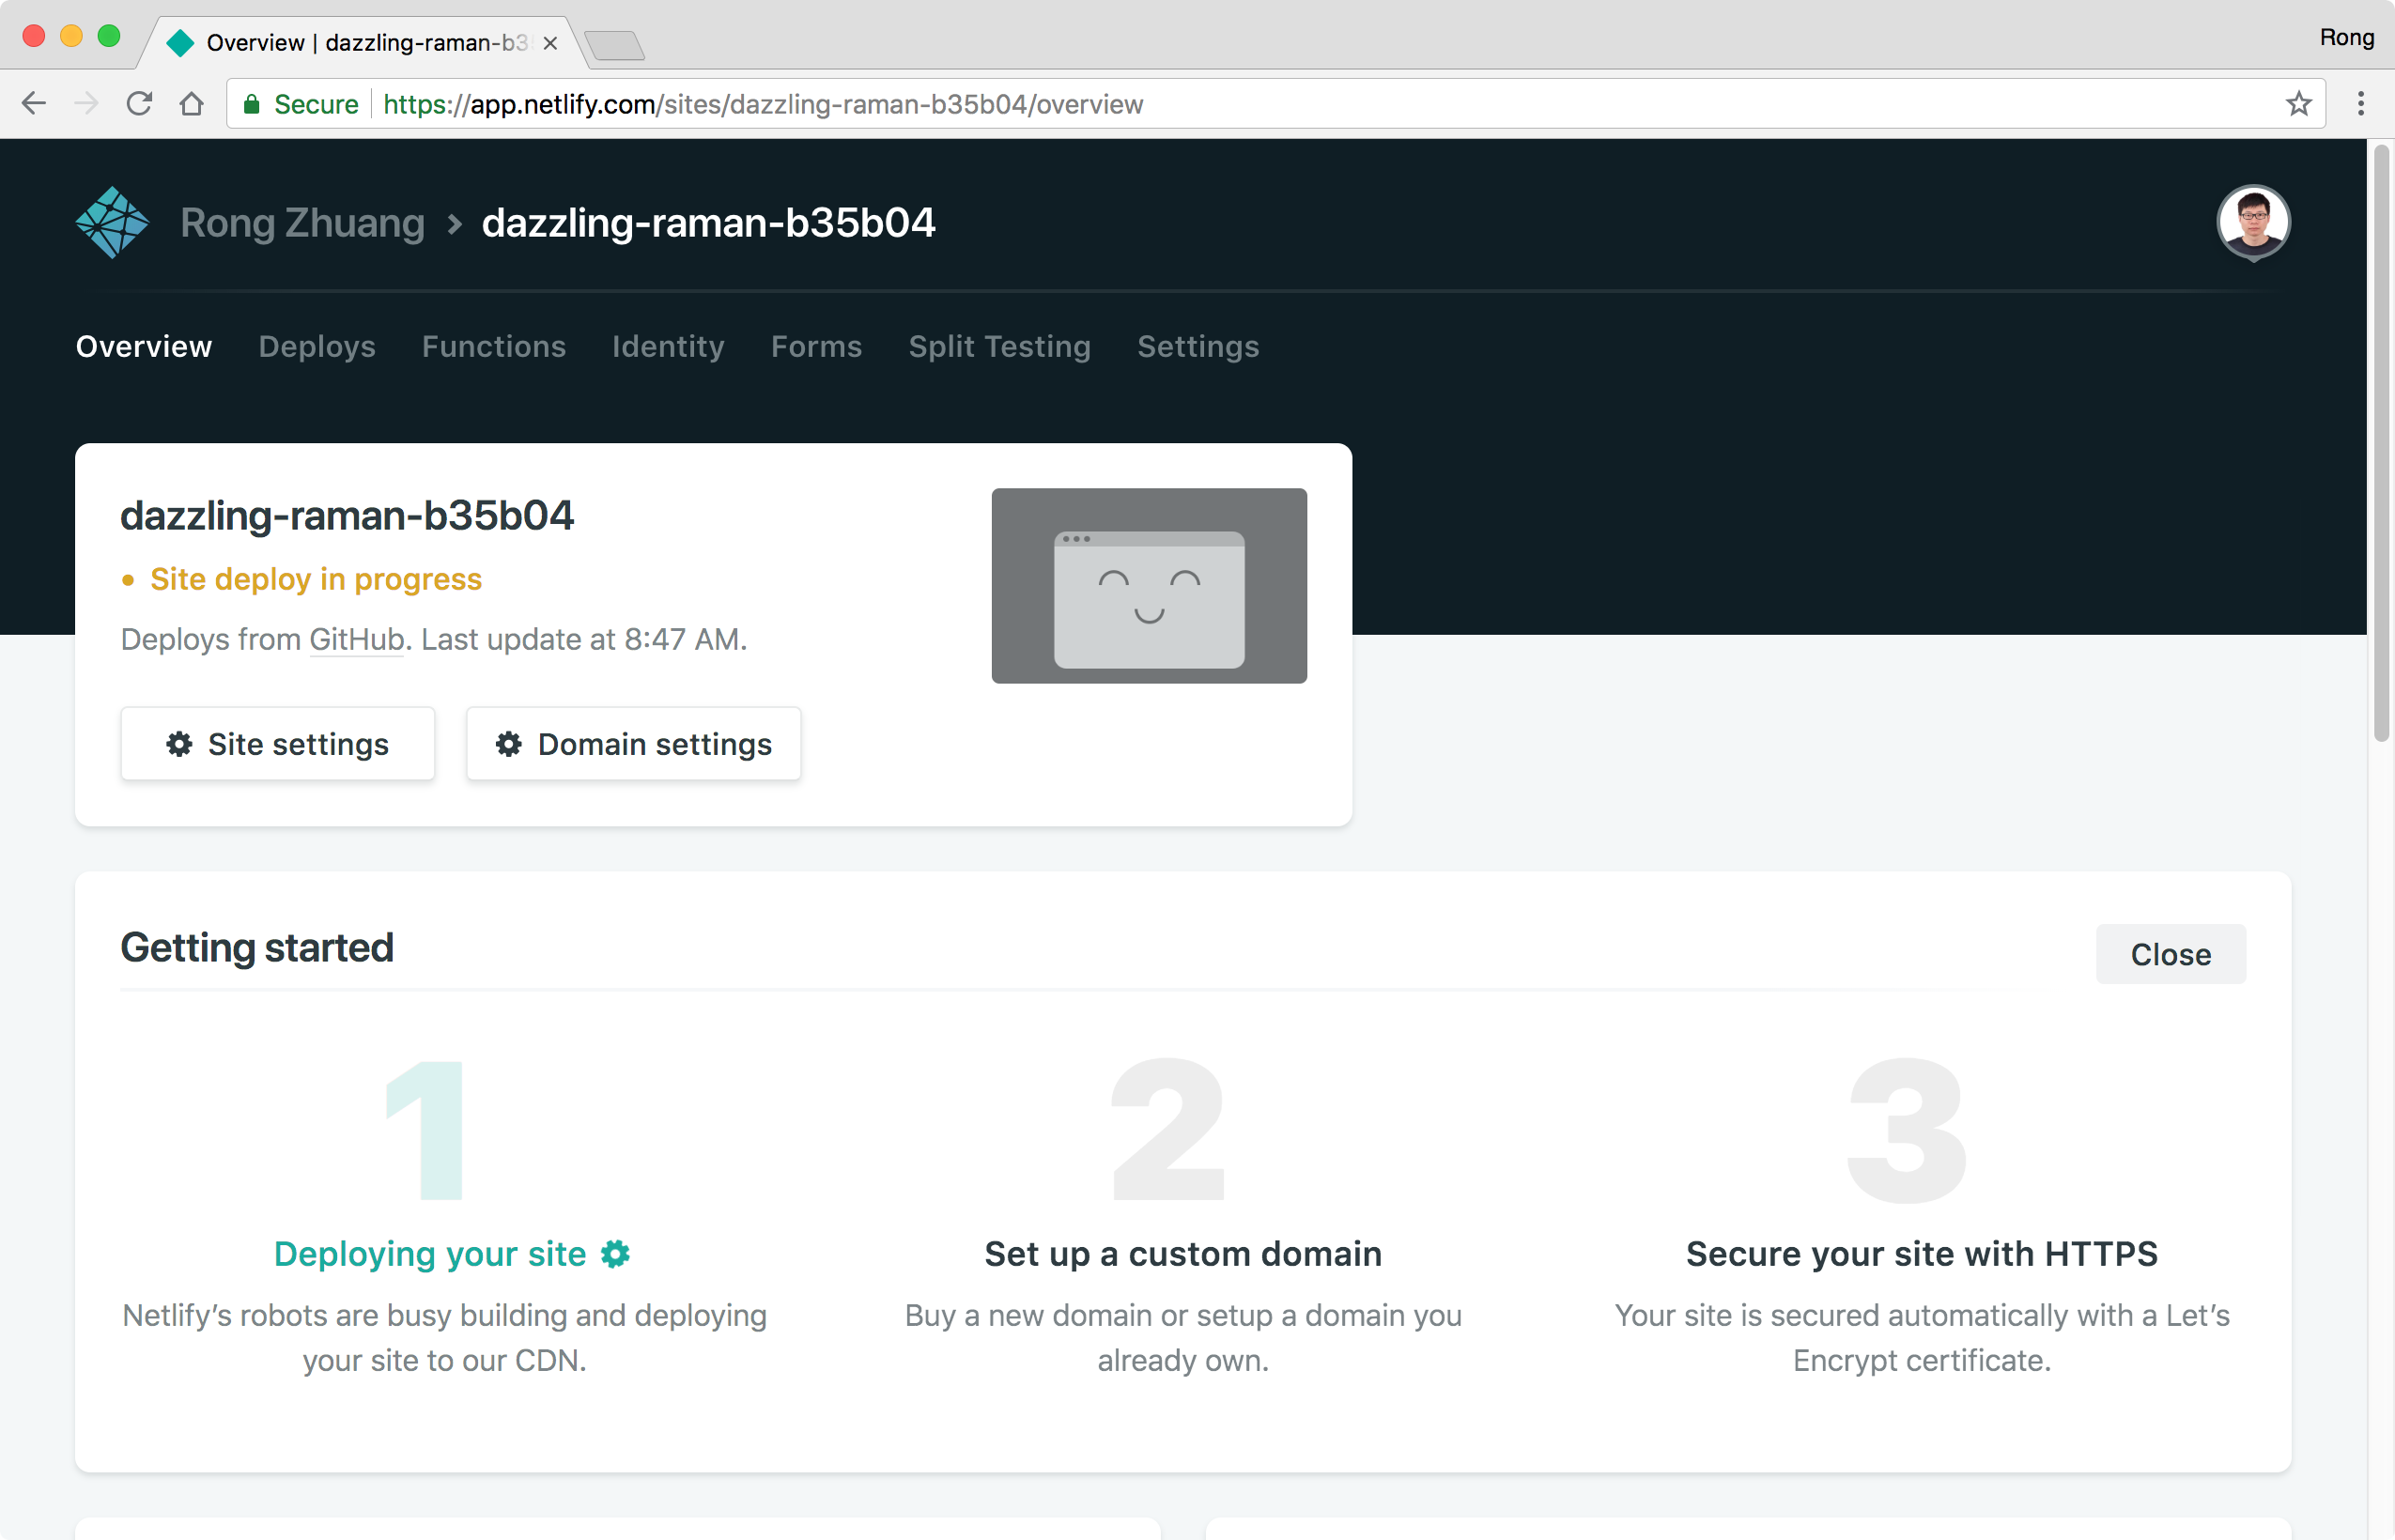 Overview | dazzling-raman-b3
Rong
Secure https://app.netlify.com/sites/dazzling-raman-b35b04/overview
Rong Zhuang > dazzling-raman-b35b04
Overview Deploys Functions Identity Forms Split Testing Settings
dazzling-raman-b35b04
Site deploy in progress
Deploys from GitHub. Last update at 8:47 AM.
Site settings Domain settings
Getting started
Close
1 2 3
Deploying your site Set up a custom domain Secure your site with HTTPS
Netlify’s robots are busy building and deploying Buy a new domain or setup a domain you Your site is secured automatically with a Let’s
your site to our CDN. already own. Encrypt certificate.